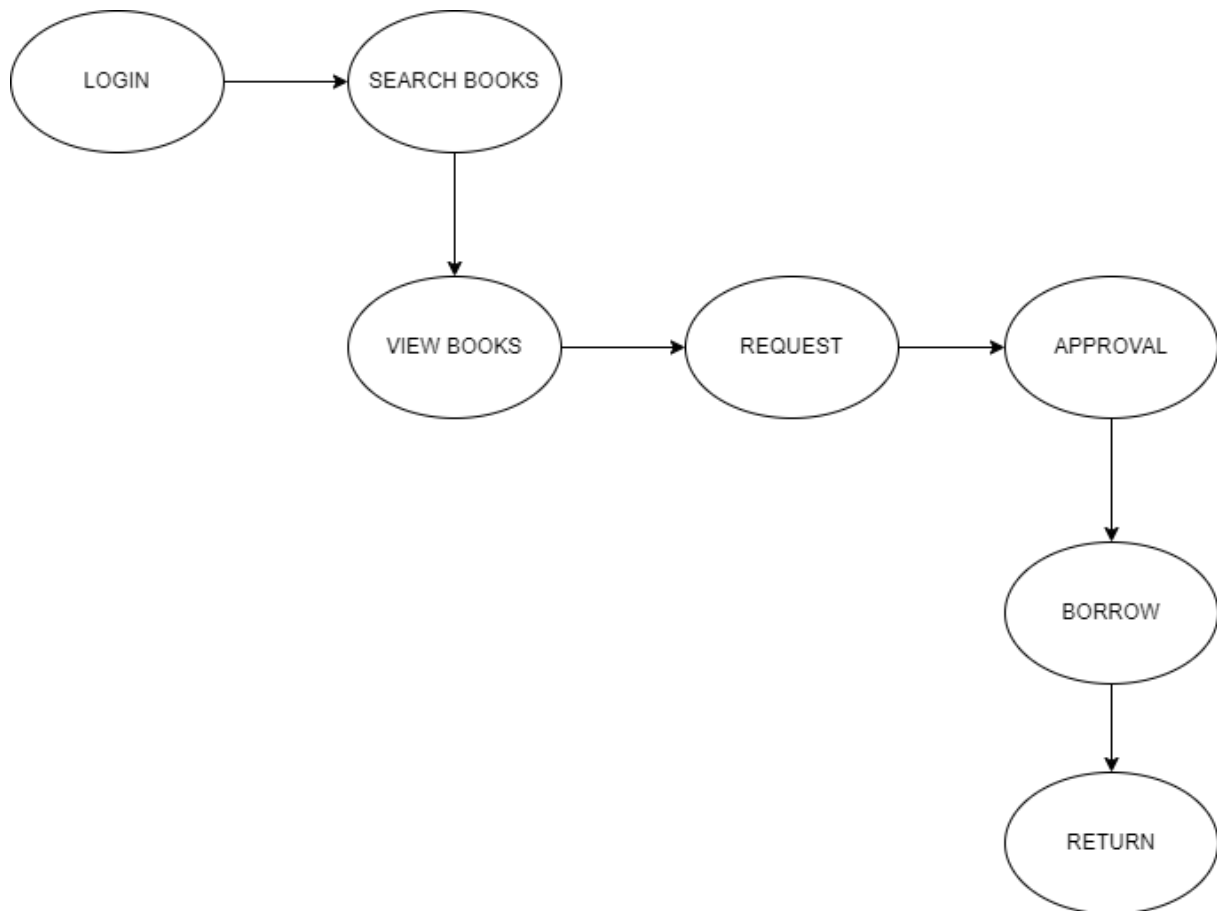 LOGIN
SEARCH BOOKS
VIEW BOOKS
REQUEST
APPROVAL
BORROW
RETURN